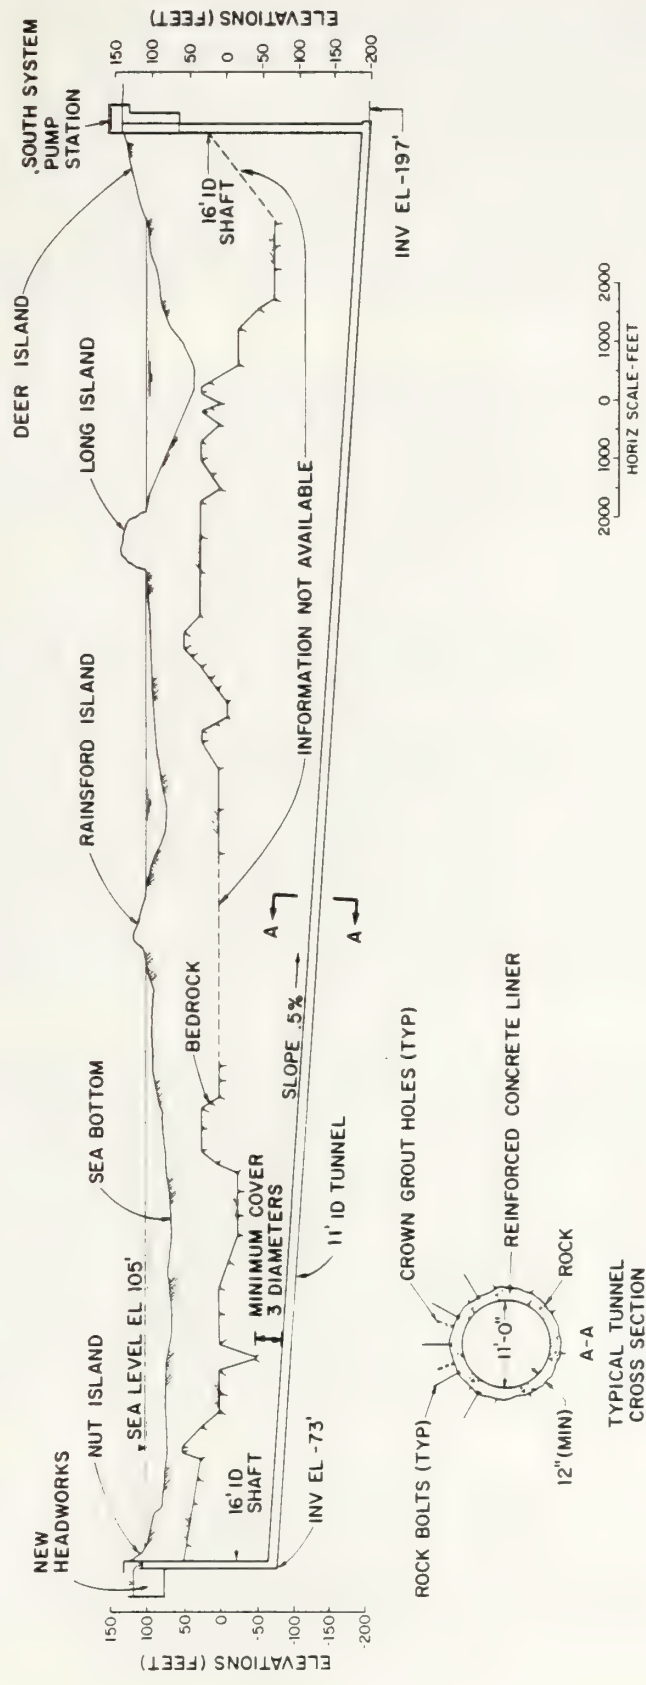 ELEVATIONS (FEET)
150
100
50
0
-50
-100
-150
-200
NEW
HEADWORKS
NUT ISLAND
SEA LEVEL EL 105'
SEA BOTTOM
RAINSFORD ISLAND
LONG ISLAND
DEER ISLAND
SOUTH SYSTEM
PUMP
STATION
ELEVATIONS (FEET)
150
100
50
0
-50
-100
-150
-200
16' ID
SHAFT
INV EL -73'
MINIMUM COVER
3 DIAMETERS
11' ID TUNNEL
BEDROCK
SLOPE .5%
A
A
INFORMATION NOT AVAILABLE
16' ID
SHAFT
INV EL -197'
ROCK BOLTS (TYP)
CROWN GROUT HOLES (TYP)
11'-0"
REINFORCED CONCRETE LINER
ROCK
12"(MIN)
A-A
TYPICAL TUNNEL
CROSS SECTION
2000 1000 0 1000 2000
HORIZ SCALE-FEET